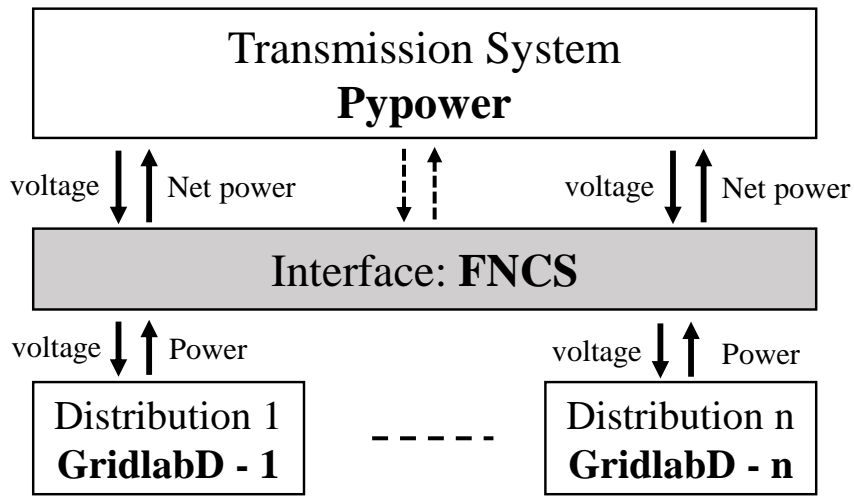 Transmission System
Pypower
voltage Net power voltage Net power
Interface: FNCS
voltage Power voltage Power
Distribution 1 Distribution n
GridlabD - 1 GridlabD - n